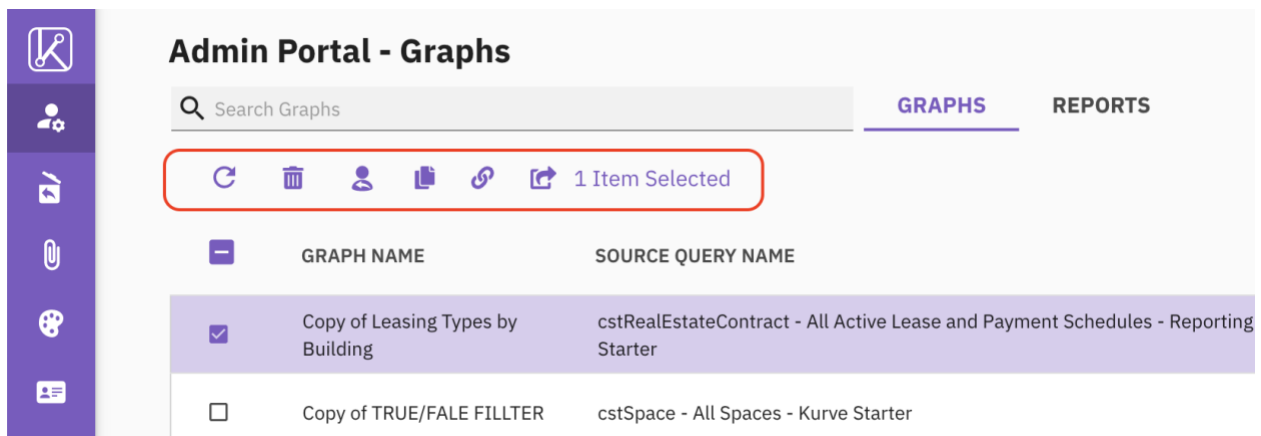 Admin Portal - Graphs
Search Graphs
GRAPHS
REPORTS
1 Item Selected
GRAPH NAME
SOURCE QUERY NAME
Copy of Leasing Types by
Building
cstRealEstateContract - All Active Lease and Payment Schedules - Reporting
Starter
Copy of TRUE/FALE FILLTER
cstSpace - All Spaces - Kurve Starter